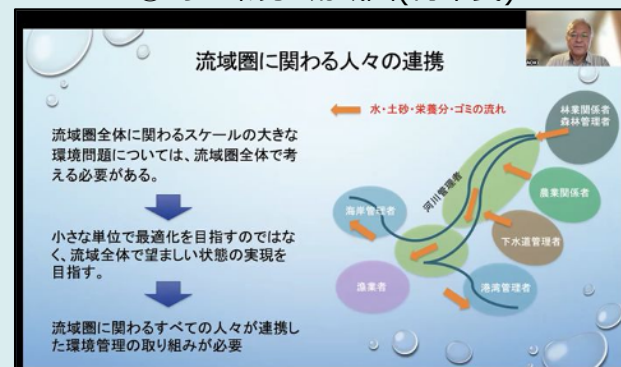 流域圏に関わる人々の連携
流域圏全体に関わるスケールの大きな
環境問題については、流域圏全体で考
える必要がある。
小さな単位で最適化を目指すのではな
く、流域全体で望ましい状態の実現を
目指す。
流域圏に関わるすべての人々が連携し
た環境管理の取り組みが必要
水・土砂・栄養分・ゴミの流れ
林業関係者
森林管理者
河川管理者
農業関係者
海岸管理者
下水道管理者
漁業者
港湾管理者